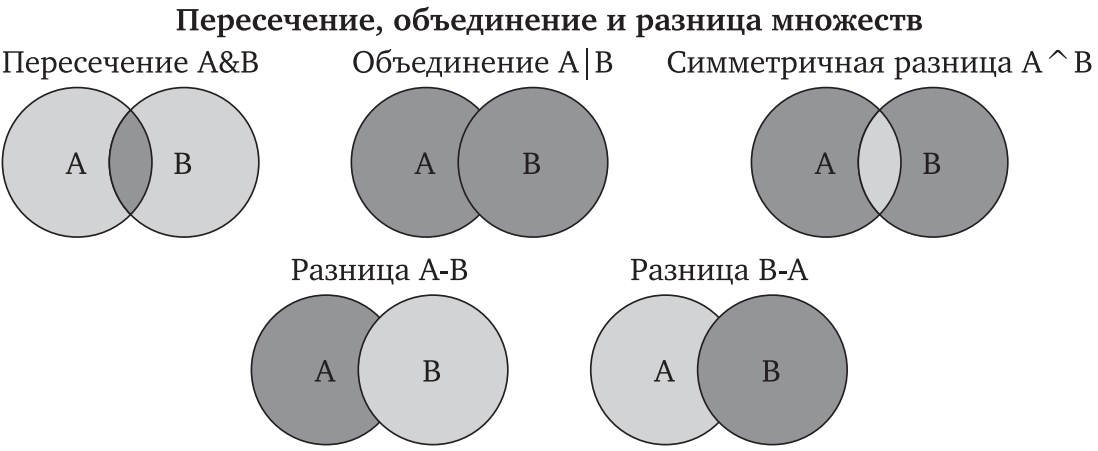 Пересечение, объединение и разница множеств
Пересечение A&B
Объединение A|B
Симметричная разница A^B
A B
A B
A B
Разница A-B
Разница B-A
A B
A B